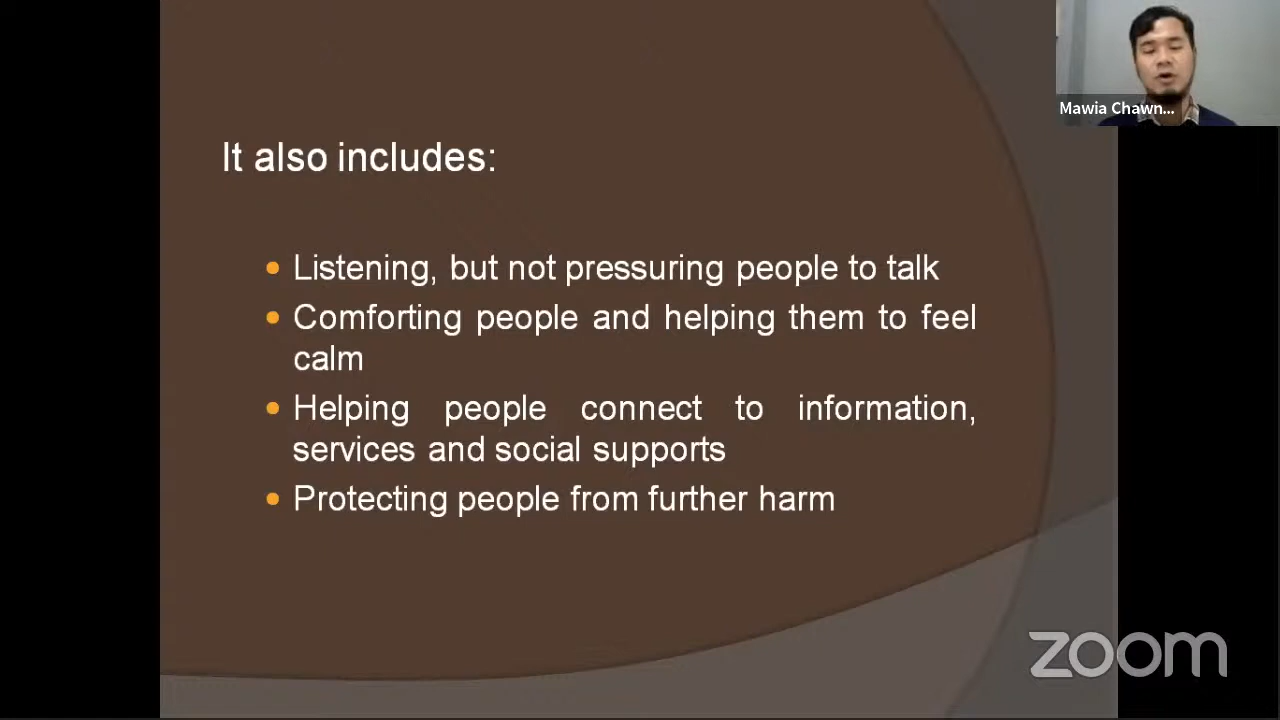 Mawia Chawn...
It also includes:
Listening, but not pressuring people to talk
Comforting people and helping them to feel
calm
Helping people connect to information,
services and social supports
Protecting people from further harm
zoom